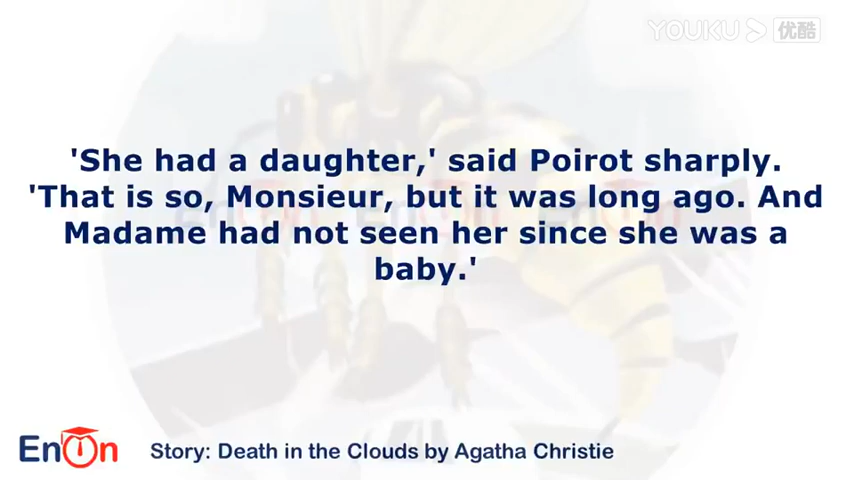 YOUKU 优酷
'She had a daughter,' said Poirot sharply.
'That is so, Monsieur, but it was long ago. And
Madame had not seen her since she was a
baby.'
EnOn
Story: Death in the Clouds by Agatha Christie